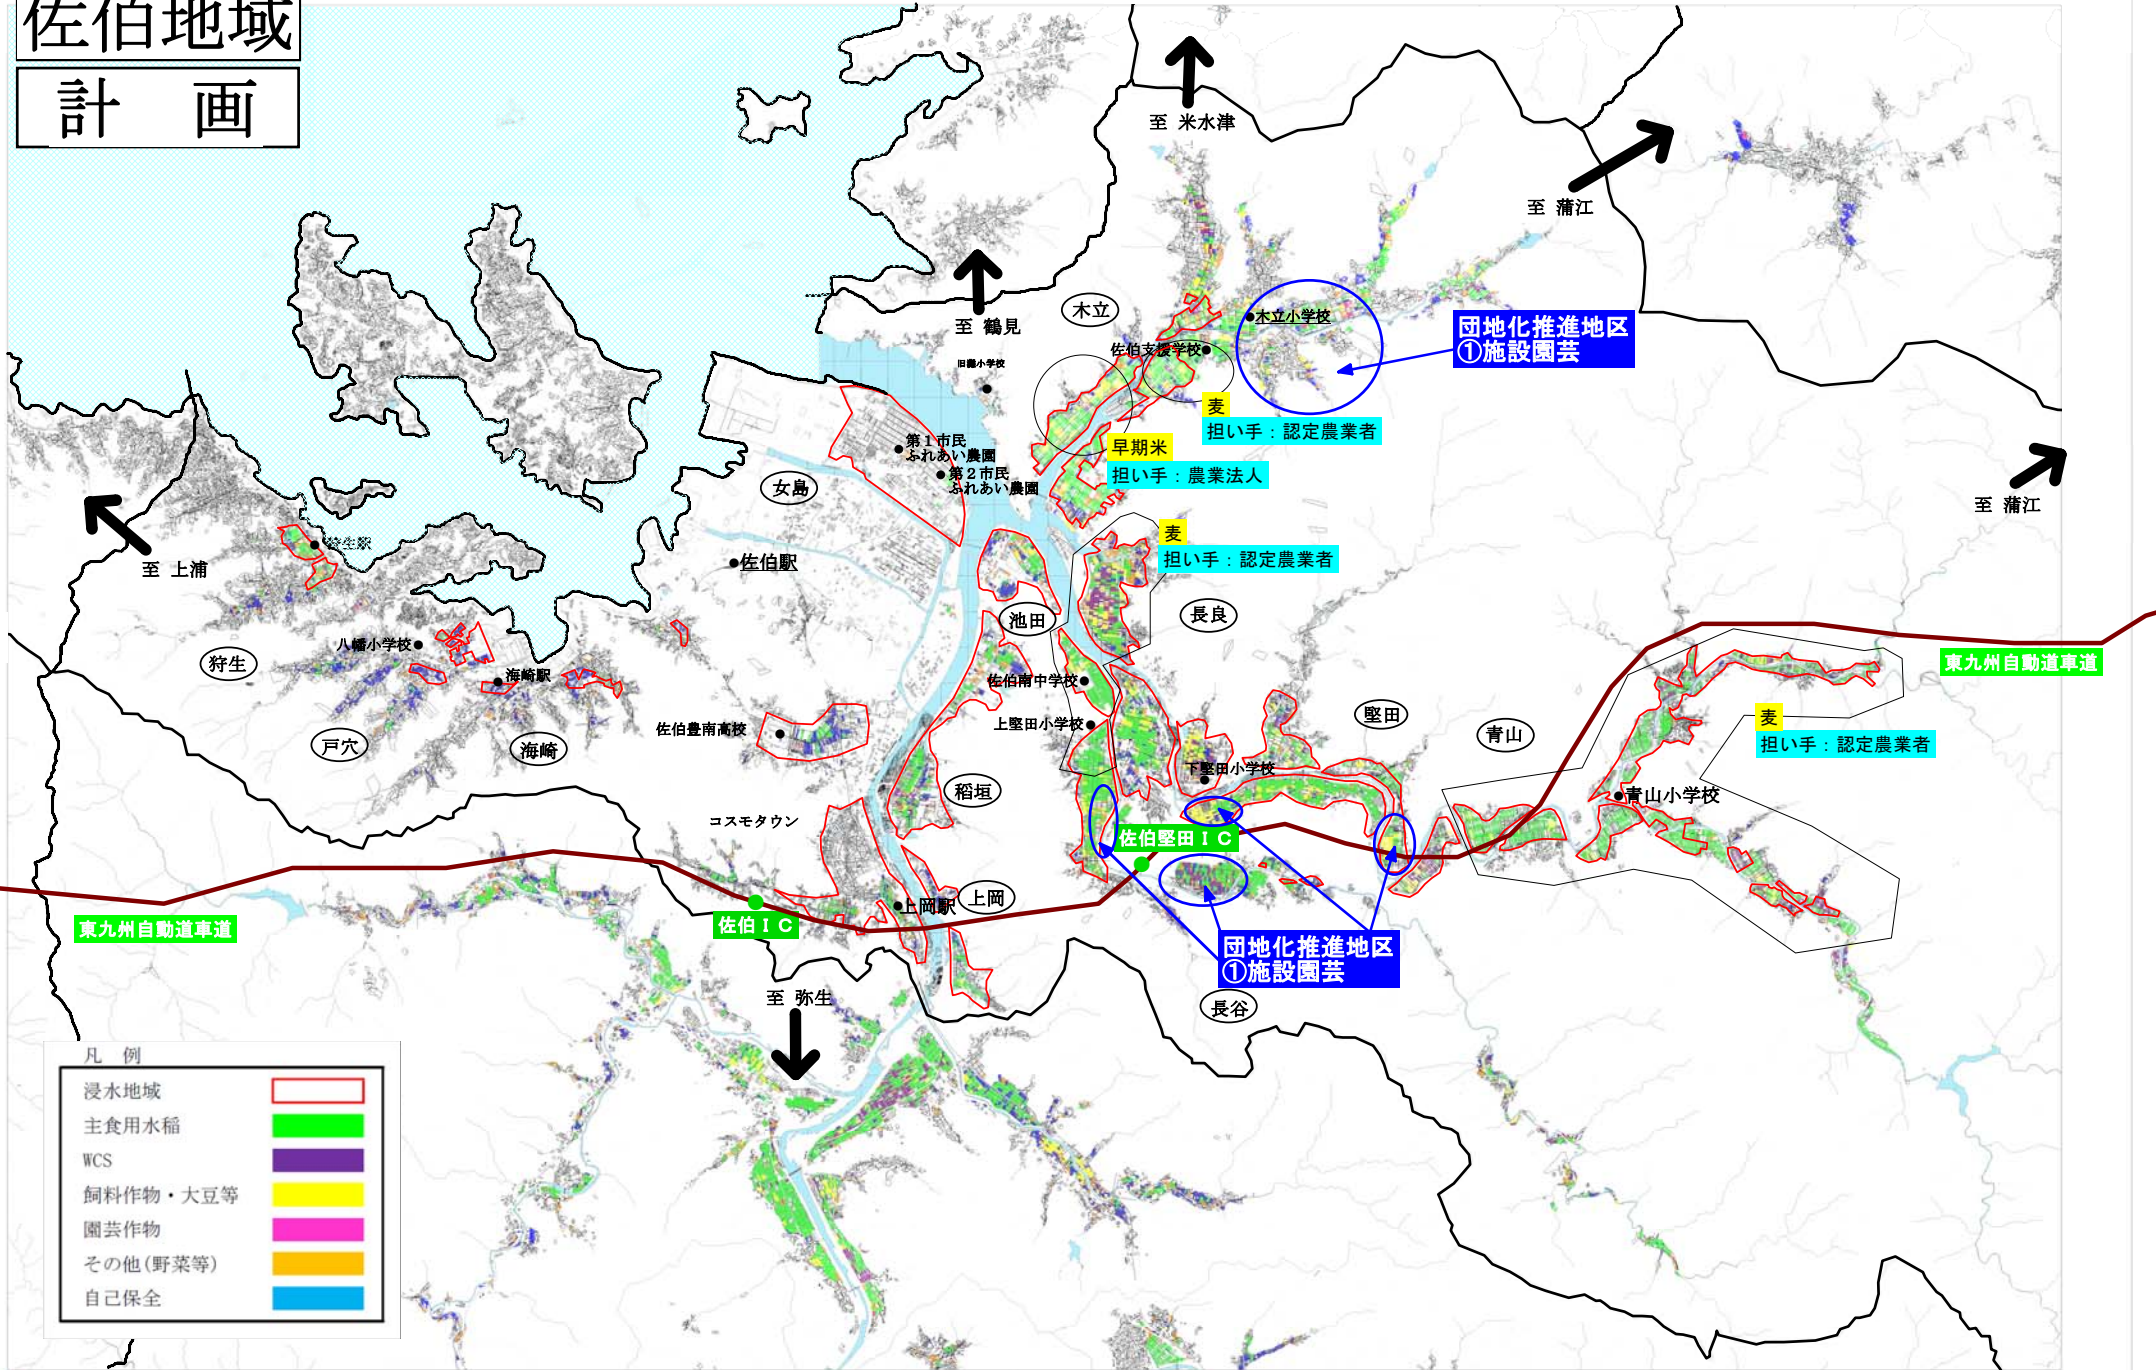 佐伯地域
計 画
至 米水津
至 蒲江
至 鶴見
木立
木立小学校
佐伯支援学校
旧灘小学校
団地化推進地区
①施設園芸
麦
担い手：認定農業者
早期米
担い手：農業法人
第１市民
ふれあい農園
第２市民
ふれあい農園
女島
至 蒲江
至 上浦
狩生駅
佐伯駅
麦
担い手：認定農業者
池田
長良
狩生
八幡小学校
海崎駅
佐伯南中学校
東九州自動車道
戸穴
海崎
佐伯豊南高校
上堅田小学校
堅田
青山
麦
担い手：認定農業者
下堅田小学校
稲垣
青山小学校
コスモタウン
佐伯堅田ＩＣ
上岡駅
上岡
東九州自動車道
佐伯ＩＣ
団地化推進地区
①施設園芸
至 弥生
長谷
凡 例
浸水地域
主食用水稲
WCS
飼料作物・大豆等
園芸作物
その他(野菜等)
自己保全